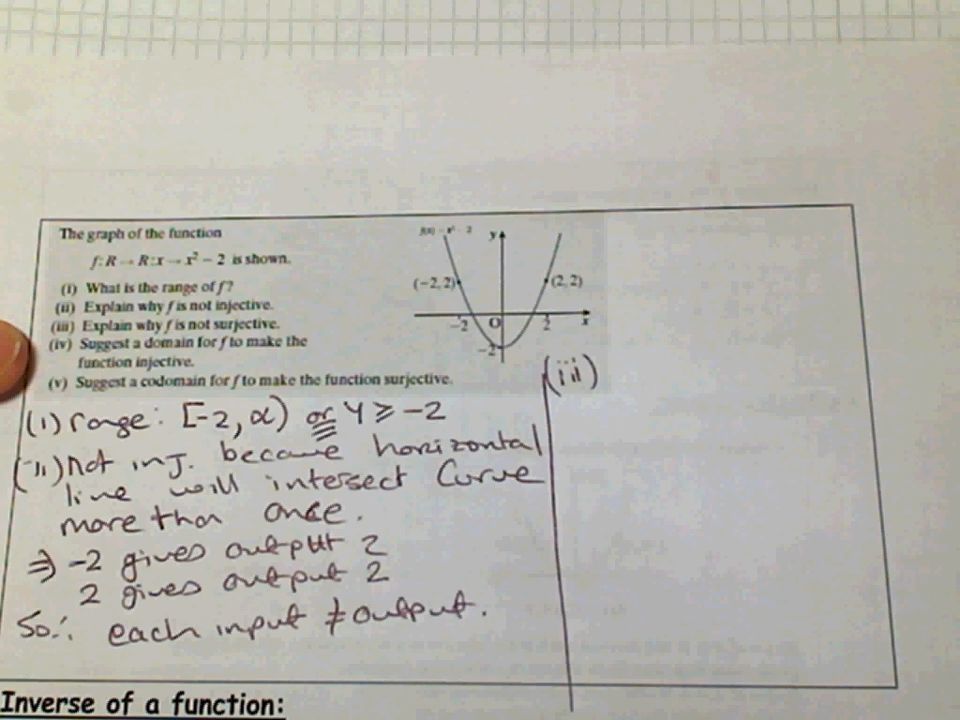 The graph of the function
f: R → R: x → x² − 2 is shown.
(i) What is the range of f?
(ii) Explain why f is not injective.
(iii) Explain why f is not surjective.
(iv) Suggest a domain for f to make the
function injective.
(v) Suggest a codomain for f to make the function surjective.
f(x) = x² − 2
y
(−2, 2)
(2, 2)
−2
O
2
x
−2
(i) range: [−2, ∝) or Y ≥ −2
(ii) not inj. because horizontal
line will intersect Curve
more than once.
⇒ −2 gives output 2
2 gives output 2
So ∴ each input ≠ output.
(iii)
Inverse of a function: